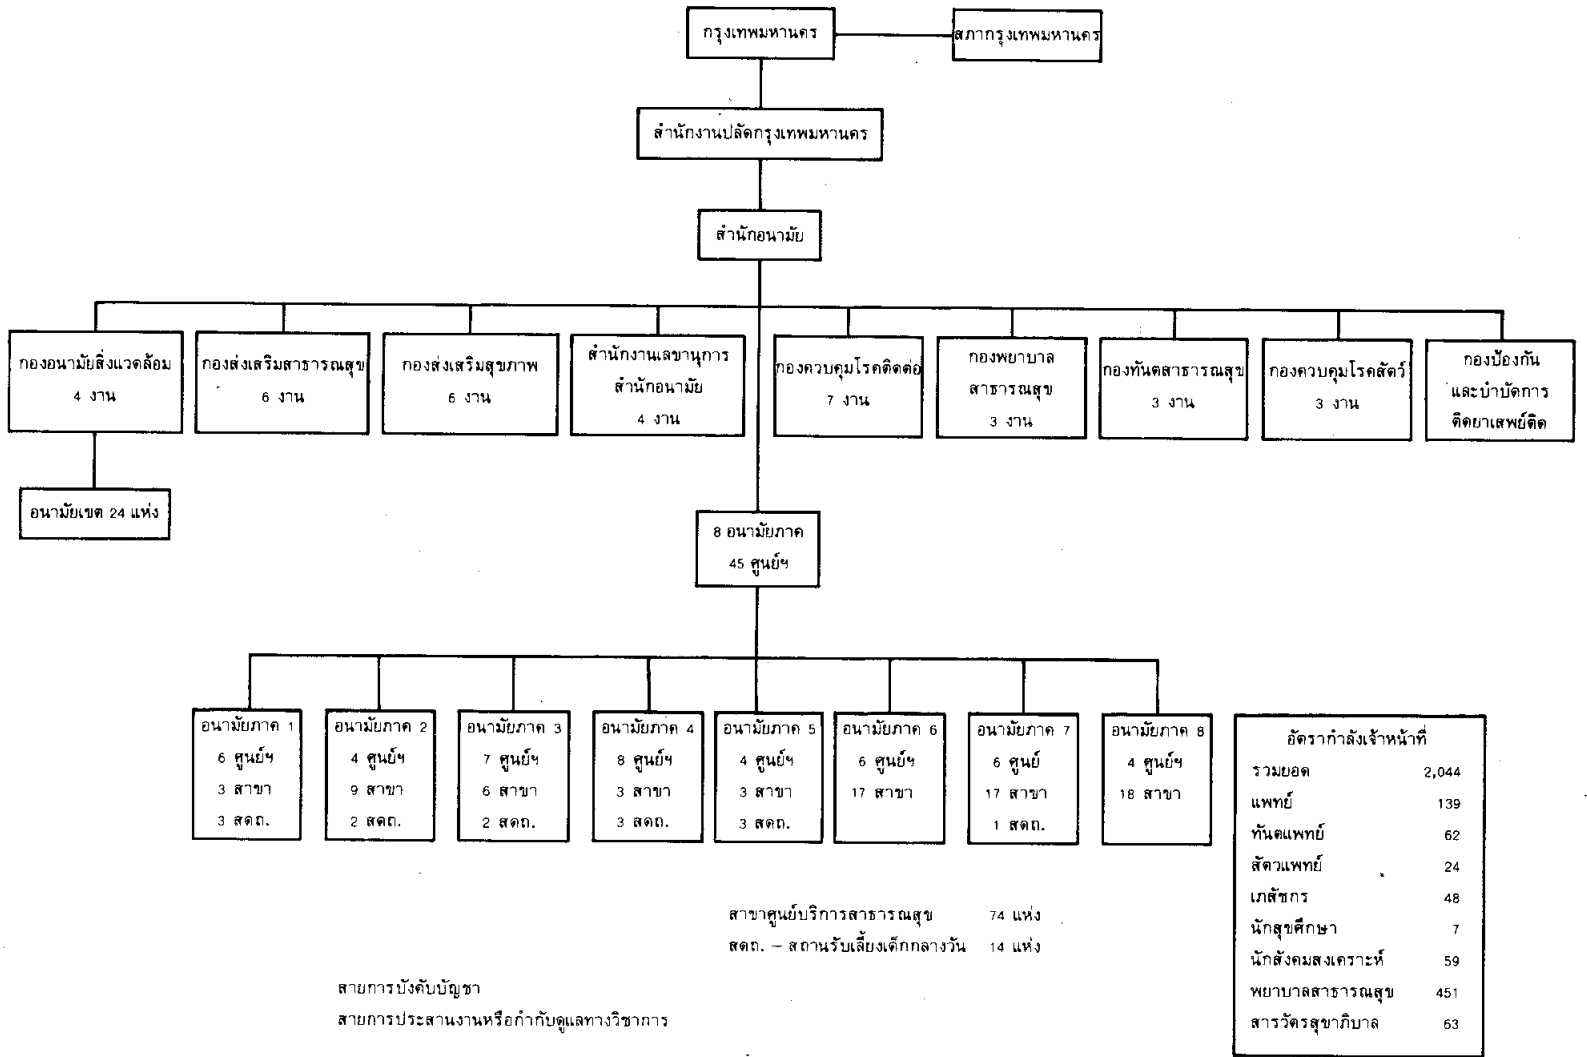 กรุงเทพมหานคร
สภากรุงเทพมหานคร
สำนักงานปลัดกรุงเทพมหานคร
สำนักอนามัย
กองอนามัยสิ่งแวดล้อม
4 งาน
กองส่งเสริมสาธารณสุข
6 งาน
กองส่งเสริมสุขภาพ
6 งาน
สำนักงานเลขานุการ
สำนักอนามัย
4 งาน
กองควบคุมโรคติดต่อ
7 งาน
กองพยาบาล
สาธารณสุข
3 งาน
กองทันตสาธารณสุข
3 งาน
กองควบคุมโรคสัตว์
3 งาน
กองป้องกัน
และบำบัดการ
ติดยาเสพย์ติด
อนามัยเขต 24 แห่ง
8 อนามัยภาค
45 ศูนย์ฯ
อนามัยภาค 1
6 ศูนย์ฯ
3 สาขา
3 สดถ.
อนามัยภาค 2
4 ศูนย์ฯ
9 สาขา
2 สดถ.
อนามัยภาค 3
7 ศูนย์ฯ
6 สาขา
2 สดถ.
อนามัยภาค 4
8 ศูนย์ฯ
3 สาขา
3 สดถ.
อนามัยภาค 5
4 ศูนย์ฯ
3 สาขา
3 สดถ.
อนามัยภาค 6
6 ศูนย์ฯ
17 สาขา
อนามัยภาค 7
6 ศูนย์
17 สาขา
1 สดถ.
อนามัยภาค 8
4 ศูนย์ฯ
18 สาขา
อัตรากำลังเจ้าหน้าที่
รวมยอด 2,044
แพทย์ 139
ทันตแพทย์ 62
สัตวแพทย์ 24
เภสัชกร 48
นักสุขศึกษา 7
นักสังคมสงเคราะห์ 59
พยาบาลสาธารณสุข 451
สารวัตรสุขาภิบาล 63
สาขาศูนย์บริการสาธารณสุข 74 แห่ง
สดถ. – สถานรับเลี้ยงเด็กกลางวัน 14 แห่ง
สายการบังคับบัญชา
สายการประสานงานหรือกำกับดูแลทางวิชาการ